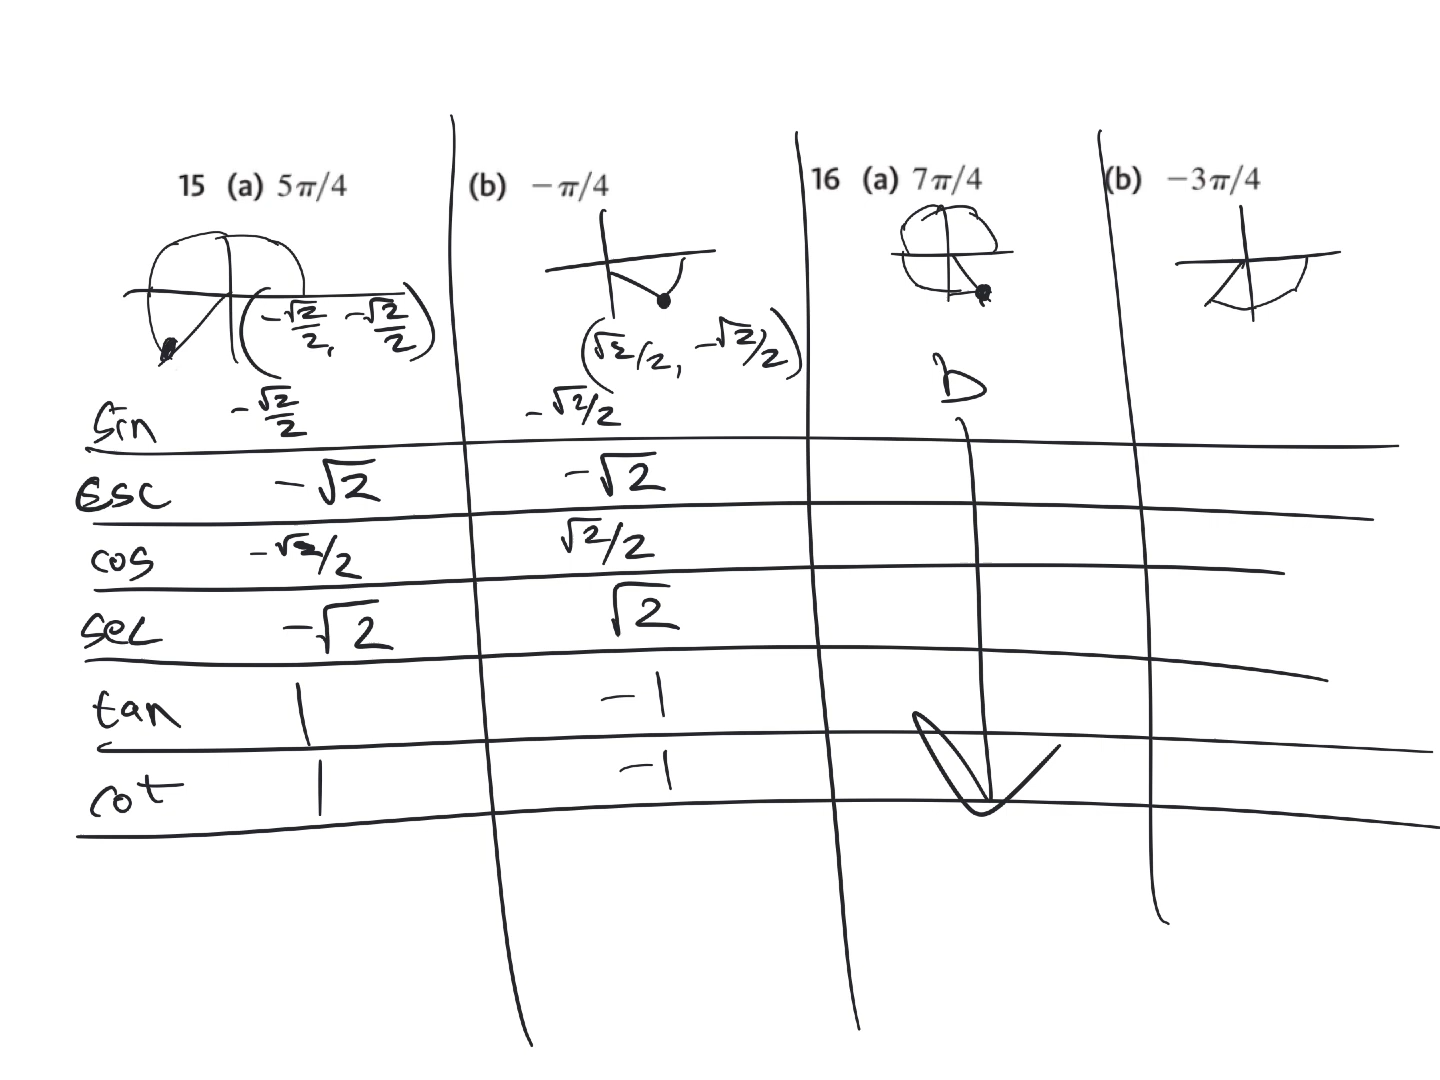 15 (a) 5π/4 (b) −π/4 16 (a) 7π/4 (b) −3π/4
(-√2/2, -√2/2) (√2/2, -√2/2)
b
sin -√2/2 -√2/2
csc -√2 -√2
cos -√2/2 √2/2
sec -√2 √2
tan 1 -1
cot 1 -1